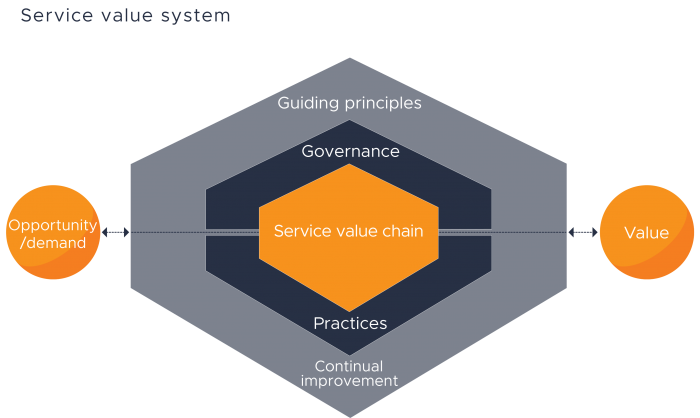 Service value system
Guiding principles
Governance
Opportunity
/demand
Service value chain
Value
Practices
Continual
improvement